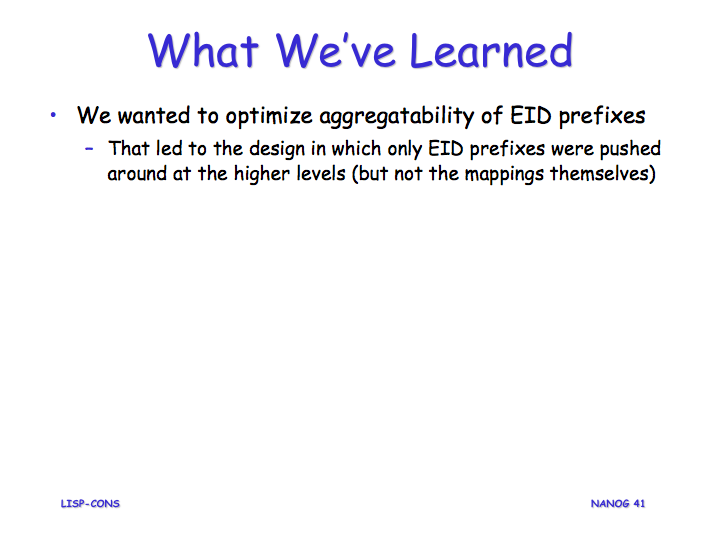 What We've Learned
• We wanted to optimize aggregatability of EID prefixes
– That led to the design in which only EID prefixes were pushed
around at the higher levels (but not the mappings themselves)
LISP-CONS
NANOG 41